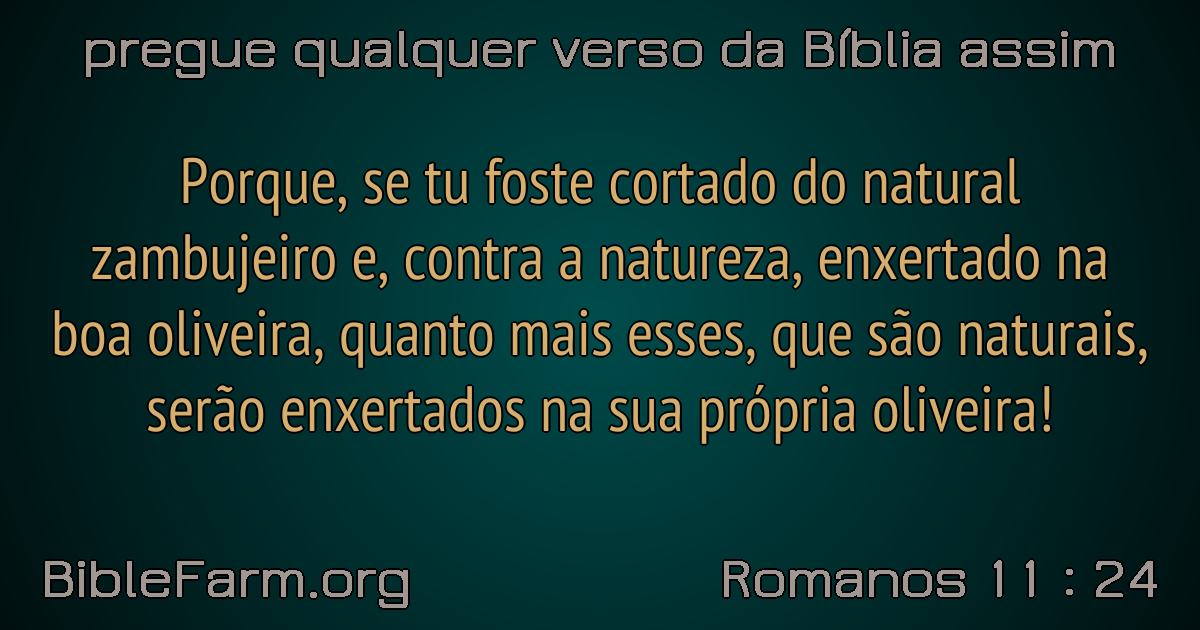 pregue qualquer verso da Bíblia assim
Porque, se tu foste cortado do natural
zambujeiro e, contra a natureza, enxertado na
boa oliveira, quanto mais esses, que são naturais,
serão enxertados na sua própria oliveira!
BibleFarm.org
Romanos 11 : 24